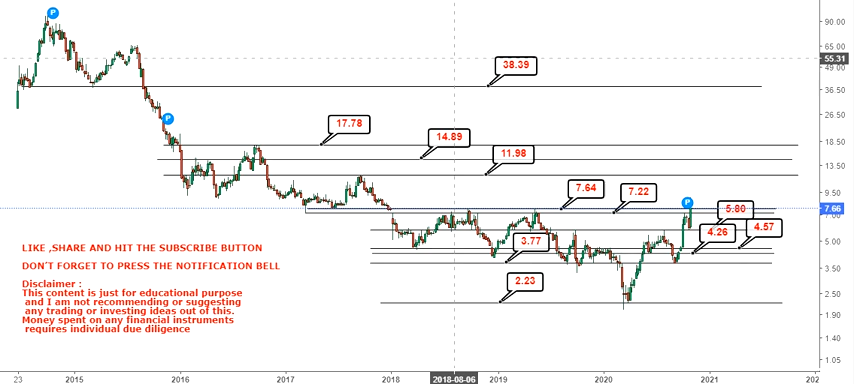 P
90.00
65.00
55.31
49.00
36.50
26.50
18.50
13.50
9.50
7.66
5.00
3.50
2.50
1.90
1.40
1.05
38.39
17.78
14.89
11.98
7.64
7.22
5.80
4.57
4.26
3.77
2.23
P
P
LIKE ,SHARE AND HIT THE SUBSCRIBE BUTTON
DON'T FORGET TO PRESS THE NOTIFICATION BELL
Disclaimer :
This content is just for educational purpose
and I am not recommending or suggesting
any trading or investing ideas out of this.
Money spent on any financial instruments
requires individual due diligence
23 2015 2016 2017 2018 2018-08-06 2019 2020 2021 202